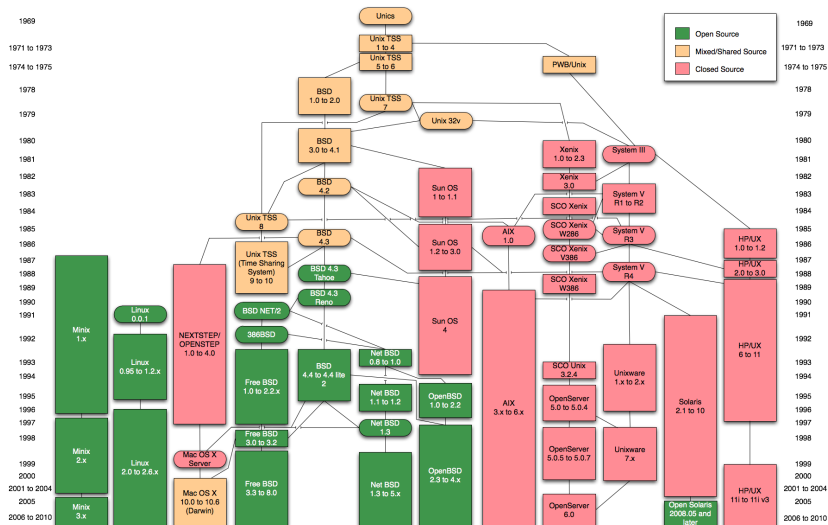 1969
Unics
1969
Open Source
Mixed/Shared Source
Closed Source
1971 to 1973
Unix TSS
1 to 4
1971 to 1973
1974 to 1975
Unix TSS
5 to 6
PWB/Unix
1974 to 1975
1978
BSD
1.0 to 2.0
Unix TSS
7
1978
1979
Unix 32v
1979
1980
BSD
3.0 to 4.1
Xenix
1.0 to 2.3
System III
1980
1981
1981
1982
BSD
4.2
Sun OS
1 to 1.1
Xenix
3.0
1982
1983
System V
R1 to R2
1983
1984
Unix TSS
8
SCO Xenix
1984
1985
BSD
4.3
AIX
1.0
SCO Xenix
W286
System V
R3
HP/UX
1.0 to 1.2
1985
1986
Unix TSS
(Time Sharing
System)
9 to 10
Sun OS
1.2 to 3.0
SCO Xenix
V386
1986
1987
BSD 4.3
Tahoe
System V
R4
HP/UX
2.0 to 3.0
1987
1988
SCO Xenix
W386
1988
1989
1989
1990
BSD 4.3
Reno
1990
1991
Linux
0.0.1
BSD NET/2
1991
Minix
1.x
NEXTSTEP/
OPENSTEP
1.0 to 4.0
386BSD
Sun OS
4
HP/UX
6 to 11
1992
1992
1993
Linux
0.95 to 1.2.x
Net BSD
0.8 to 1.0
SCO Unix
3.2.4
Unixware
1.x to 2.x
1993
1994
Free BSD
1.0 to 2.2.x
BSD
4.4 to 4.4 lite
2
1994
1995
Net BSD
1.1 to 1.2
OpenBSD
1.0 to 2.2
AIX
3.x to 6.x
OpenServer
5.0 to 5.0.4
Solaris
2.1 to 10
1995
1996
1996
1997
Net BSD
1.3
1997
1998
Free BSD
3.0 to 3.2
1998
Minix
2.x
Linux
2.0 to 2.6.x
Mac OS X
Server
OpenServer
5.0.5 to 5.0.7
Unixware
7.x
1999
1999
2000
Free BSD
3.3 to 8.0
Net BSD
1.3 to 5.x
OpenBSD
2.3 to 4.x
2000
2001 to 2004
Mac OS X
10.0 to 10.6
(Darwin)
HP/UX
11i to 11i v3
2001 to 2004
2005
Minix
3.x
OpenServer
6.0
Open Solaris
2008.05 and
later
2005
2006 to 2010
2006 to 2010